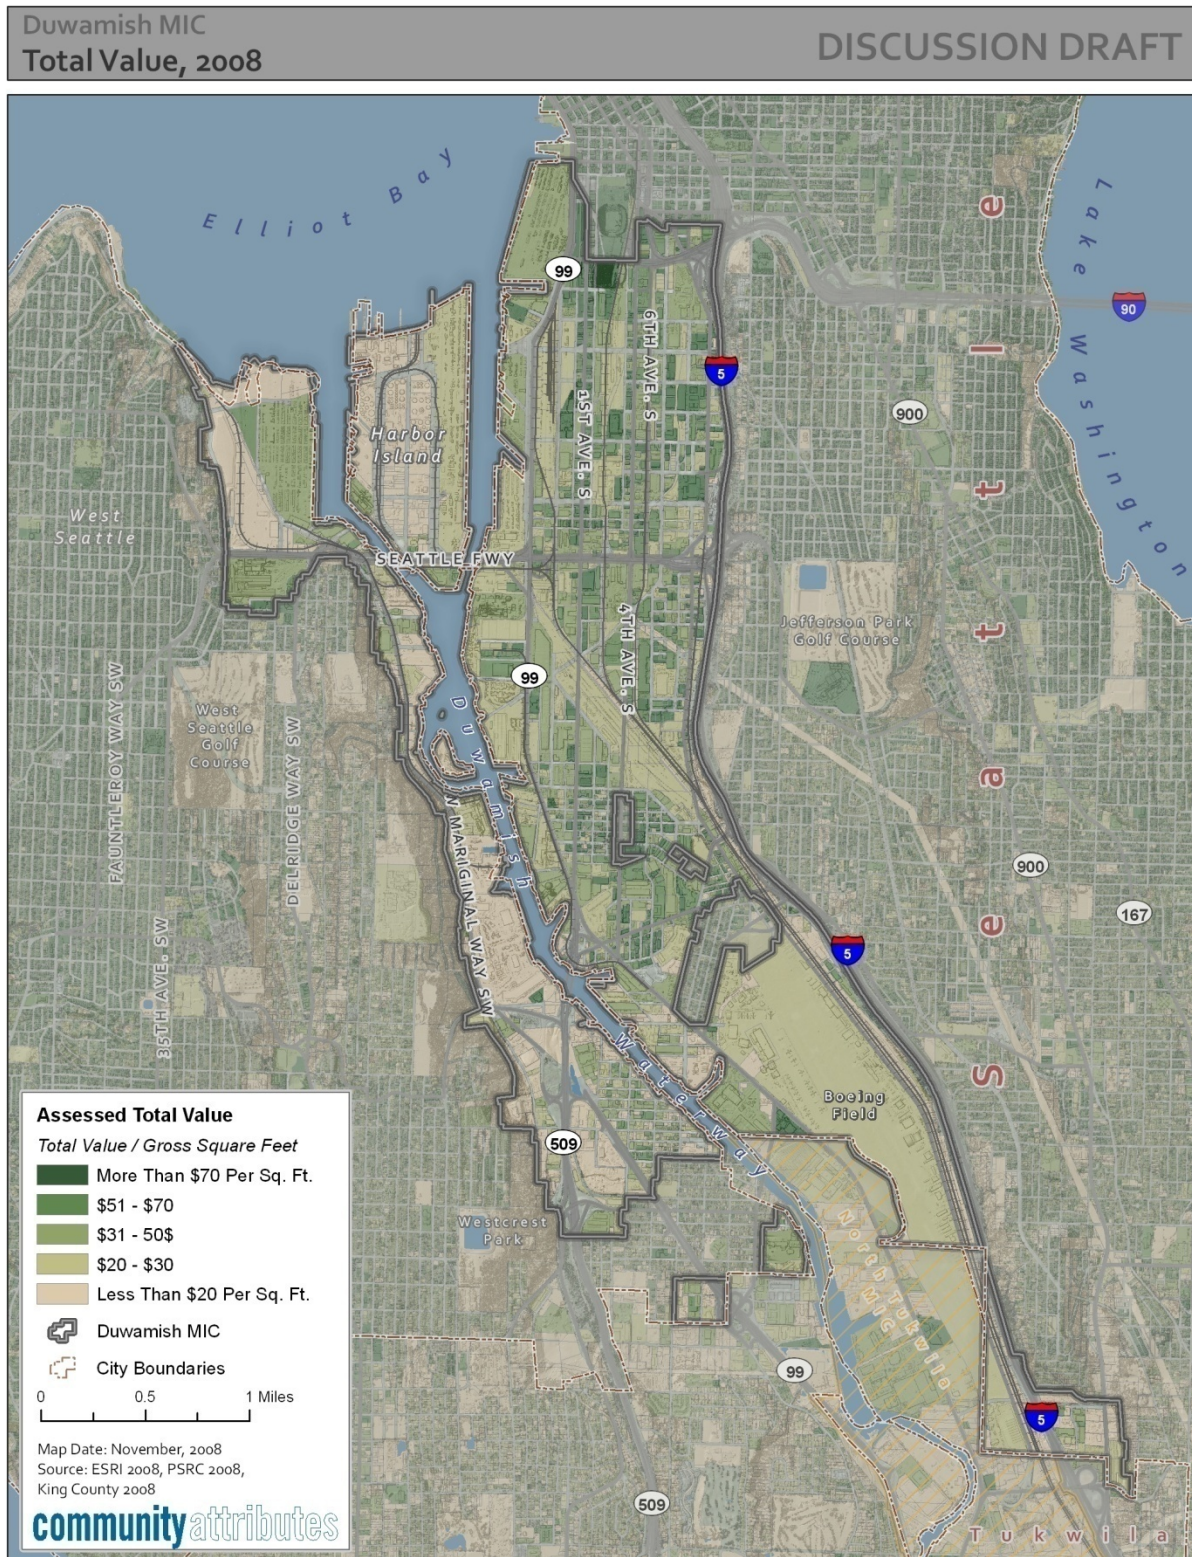 Duwamish MIC
Total Value, 2008
DISCUSSION DRAFT
Elliot Bay
Lake Washington
Seattle
99
90
6TH AVE. S
5
1ST AVE. S
900
Harbor
Island
West
Seattle
SEATTLE FWY
4TH AVE. S
Jefferson Park
Golf Course
99
FAUNTLEROY WAY SW
West
Seattle
Golf
Course
DELRIDGE WAY SW
Duwamish
Waterway
W MARIGINAL WAY SW
900
167
35TH AVE. SW
5
Boeing
Field
509
Westcrest
Park
North Tukwila
MIC
99
5
509
Tukwila
Assessed Total Value
Total Value / Gross Square Feet
More Than $70 Per Sq. Ft.
$51 - $70
$31 - 50$
$20 - $30
Less Than $20 Per Sq. Ft.
Duwamish MIC
City Boundaries
0 0.5 1 Miles
Map Date: November, 2008
Source: ESRI 2008, PSRC 2008,
King County 2008
communityattributes